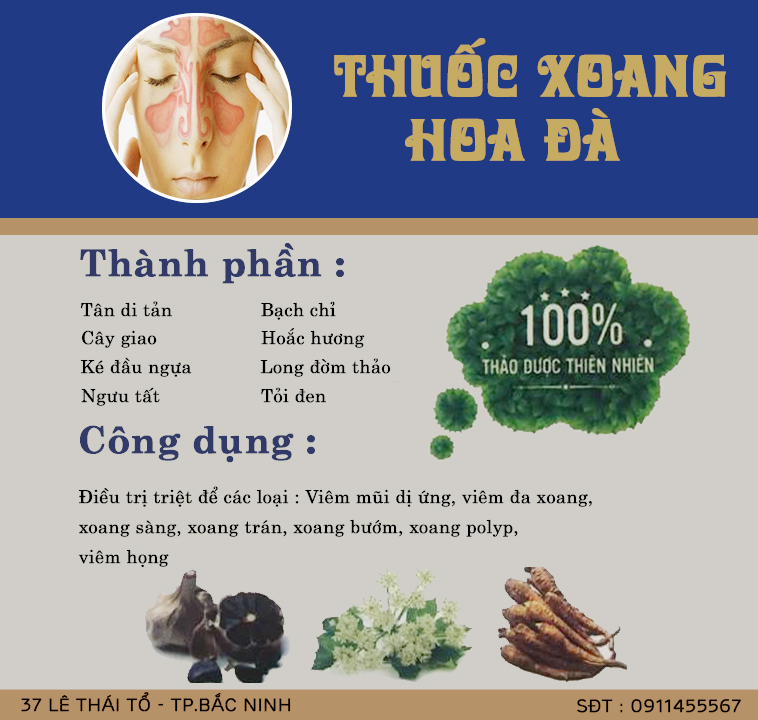 THUỐC XOANG
HOA ĐÀ
Thành phần :
Tân di tản
Bạch chỉ
Cây giao
Hoắc hương
Ké đầu ngựa
Long đờm thảo
Ngưu tất
Tỏi đen
100%
THẢO DƯỢC THIÊN NHIÊN
Công dụng :
Điều trị triệt để các loại : Viêm mũi dị ứng, viêm đa xoang,
xoang sàng, xoang trán, xoang bướm, xoang polyp,
viêm họng
37 LÊ THÁI TỔ - TP.BẮC NINH
SĐT : 0911455567